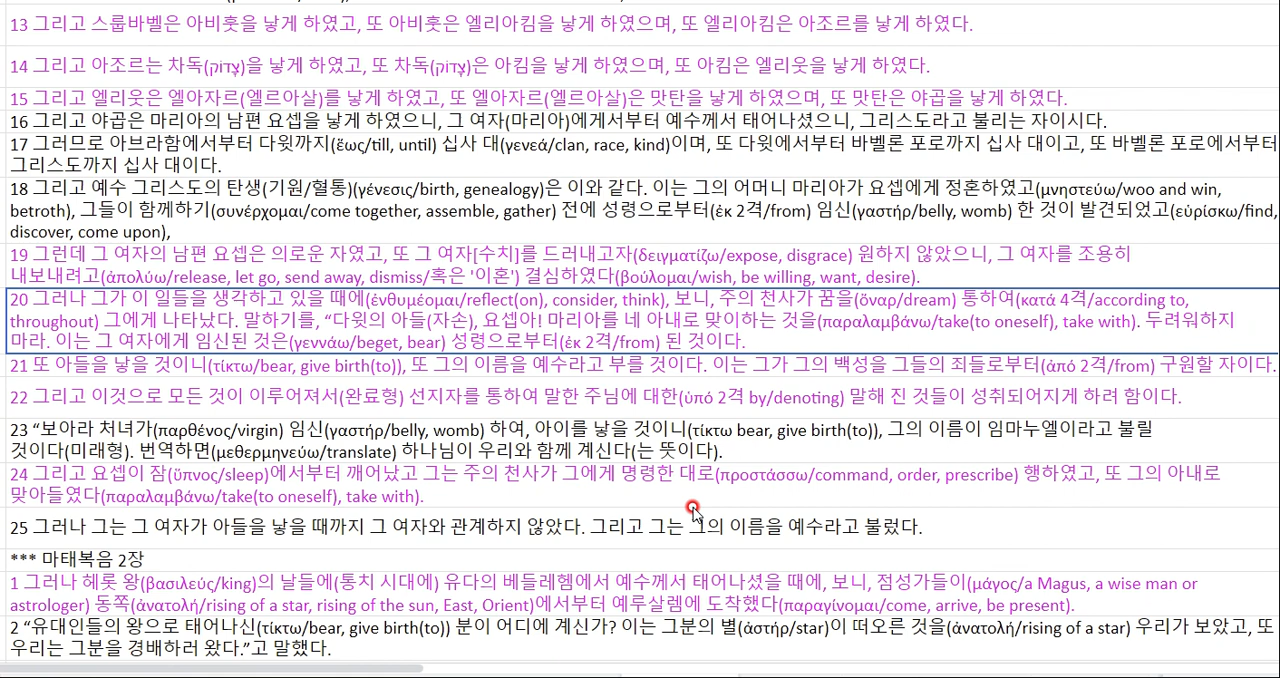 13 그리고 스룹바벨은 아비훗을 낳게 하였고, 또 아비훗은 엘리아킴을 낳게 하였으며, 또 엘리아킴은 아조르를 낳게 하였다.
14 그리고 아조르는 차독(צָדוֹק)을 낳게 하였고, 또 차독(צָדוֹק)은 아킴을 낳게 하였으며, 또 아킴은 엘리웃을 낳게 하였다.
15 그리고 엘리웃은 엘아자르(엘르아살)를 낳게 하였고, 또 엘아자르(엘르아살)은 맛탄을 낳게 하였으며, 또 맛탄은 야곱을 낳게 하였다.
16 그리고 야곱은 마리아의 남편 요셉을 낳게 하였으니, 그 여자(마리아)에게서부터 예수께서 태어나셨으니, 그리스도라고 불리는 자이시다.
17 그러므로 아브라함에서부터 다윗까지(ἕως/till, until) 십사 대(γενεά/clan, race, kind)이며, 또 다윗에서부터 바벨론 포로까지 십사 대이고, 또 바벨론 포로에서부터
그리스도까지 십사 대이다.
18 그리고 예수 그리스도의 탄생(기원/혈통)(γένεσις/birth, genealogy)은 이와 같다. 이는 그의 어머니 마리아가 요셉에게 정혼하였고(μνηστεύω/woo and win,
betroth), 그들이 함께하기(συνέρχομαι/come together, assemble, gather) 전에 성령으로부터(ἐκ 2격/from) 임신(γαστήρ/belly, womb) 한 것이 발견되었고(εὑρίσκω/find,
discover, come upon),
19 그런데 그 여자의 남편 요셉은 의로운 자였고, 또 그 여자[수치]를 드러내고자(δειγματίζω/expose, disgrace) 원하지 않았으니, 그 여자를 조용히
내보내려고(ἀπολύω/release, let go, send away, dismiss/혹은 '이혼') 결심하였다(βούλομαι/wish, be willing, want, desire).
20 그러나 그가 이 일들을 생각하고 있을 때에(ἐνθυμέομαι/reflect(on), consider, think), 보니, 주의 천사가 꿈을(ὄναρ/dream) 통하여(κατά 4격/according to,
throughout) 그에게 나타났다. 말하기를, “다윗의 아들(자손), 요셉아! 마리아를 네 아내로 맞이하는 것을(παραλαμβάνω/take(to oneself), take with). 두려워하지
마라. 이는 그 여자에게 임신된 것은(γεννάω/beget, bear) 성령으로부터(ἐκ 2격/from) 된 것이다.
21 또 아들을 낳을 것이니(τίκτω/bear, give birth(to)), 또 그의 이름을 예수라고 부를 것이다. 이는 그가 그의 백성을 그들의 죄들로부터(ἀπό 2격/from) 구원할 자이다.
22 그리고 이것으로 모든 것이 이루어져서(완료형) 선지자를 통하여 말한 주님에 대한(ὑπό 2격 by/denoting) 말해 진 것들이 성취되어지게 하려 함이다.
23 “보아라 처녀가(παρθένος/virgin) 임신(γαστήρ/belly, womb) 하여, 아이를 낳을 것이니(τίκτω bear, give birth(to)), 그의 이름이 임마누엘이라고 불릴
것이다(미래형). 번역하면(μεθερμηνεύω/translate) 하나님이 우리와 함께 계신다(는 뜻이다).
24 그리고 요셉이 잠(ὕπνος/sleep)에서부터 깨어났고 그는 주의 천사가 그에게 명령한 대로(προστάσσω/command, order, prescribe) 행하였고, 또 그의 아내로
맞아들였다(παραλαμβάνω/take(to oneself), take with).
25 그러나 그는 그 여자가 아들을 낳을 때까지 그 여자와 관계하지 않았다. 그리고 그는 그의 이름을 예수라고 불렀다.
*** 마태복음 2장
1 그러나 헤롯 왕(βασιλεύς/king)의 날들에(통치 시대에) 유다의 베들레헴에서 예수께서 태어나셨을 때에, 보니, 점성가들이(μάγος/a Magus, a wise man or
astrologer) 동쪽(ἀνατολή/rising of a star, rising of the sun, East, Orient)에서부터 예루살렘에 도착했다(παραγίνομαι/come, arrive, be present).
2 “유대인들의 왕으로 태어나신(τίκτω/bear, give birth(to)) 분이 어디에 계신가? 이는 그분의 별(ἀστήρ/star)이 떠오른 것을(ἀνατολή/rising of a star) 우리가 보았고, 또
우리는 그분을 경배하러 왔다.”고 말했다.